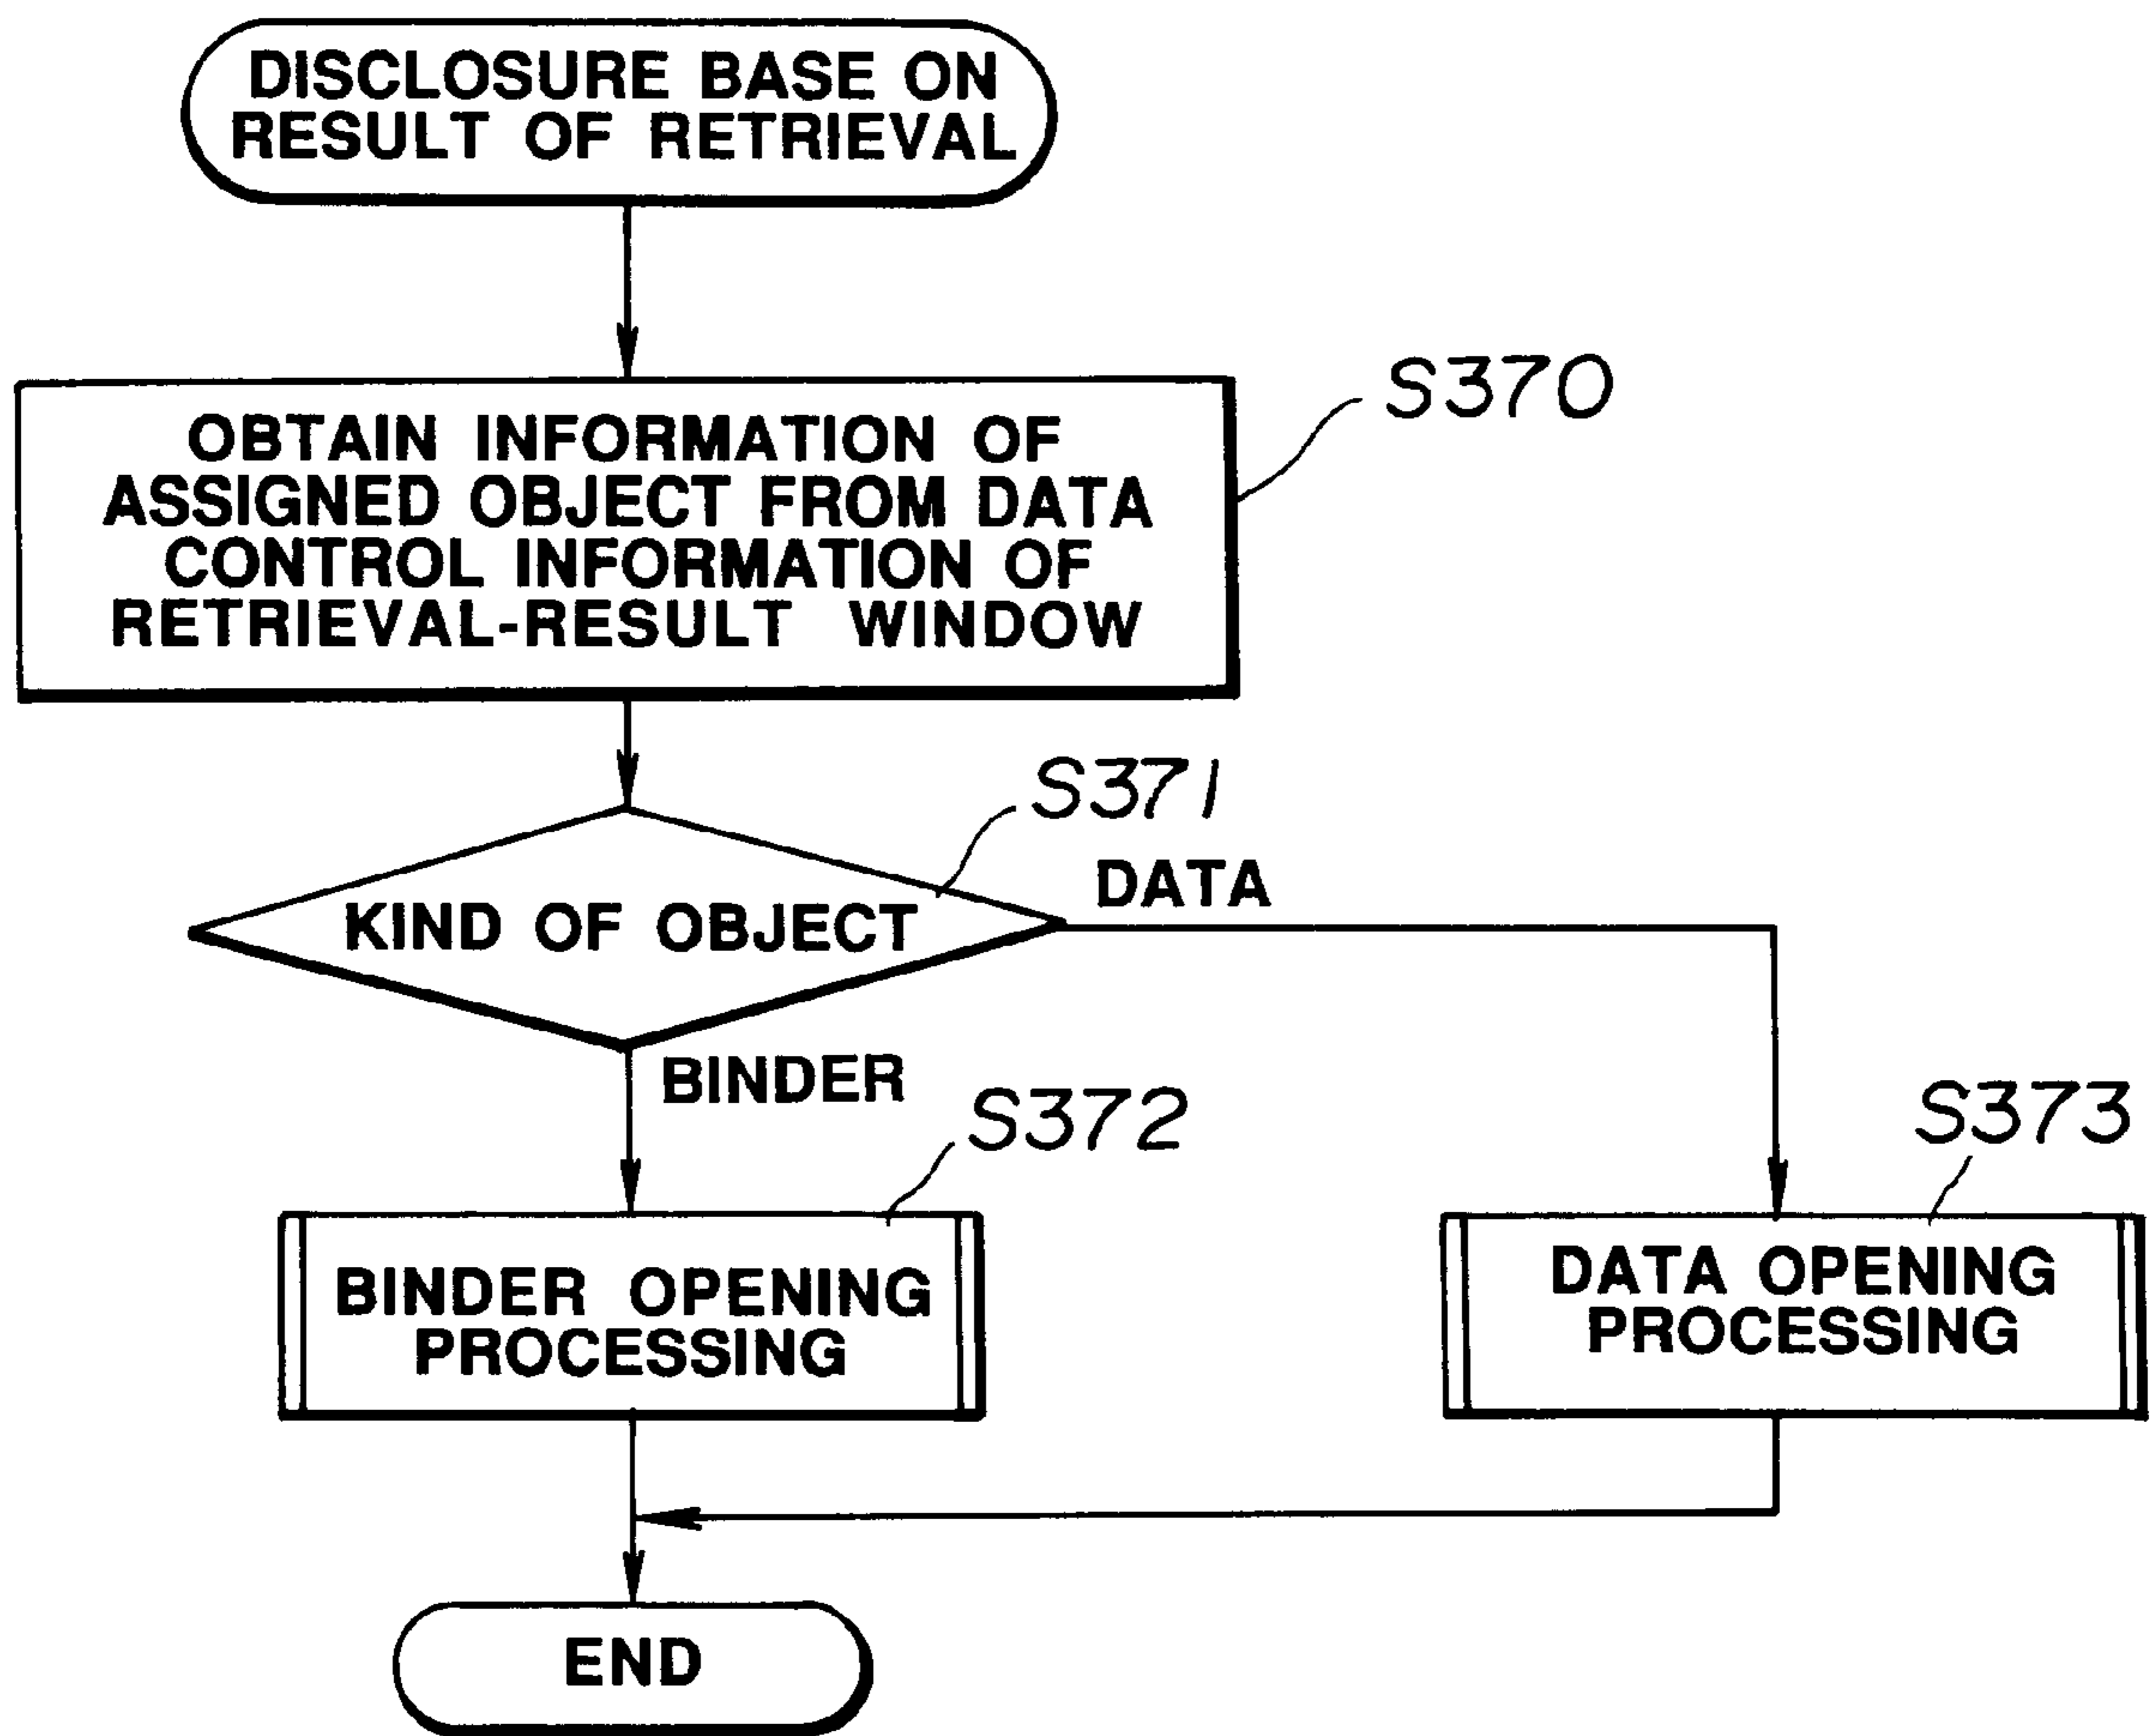 DISCLOSURE BASE ON
RESULT OF RETRIEVAL
S370
OBTAIN INFORMATION OF
ASSIGNED OBJECT FROM DATA
CONTROL INFORMATION OF
RETRIEVAL-RESULT WINDOW
S371
DATA
KIND OF OBJECT
BINDER
S372
S373
BINDER OPENING
PROCESSING
DATA OPENING
PROCESSING
END